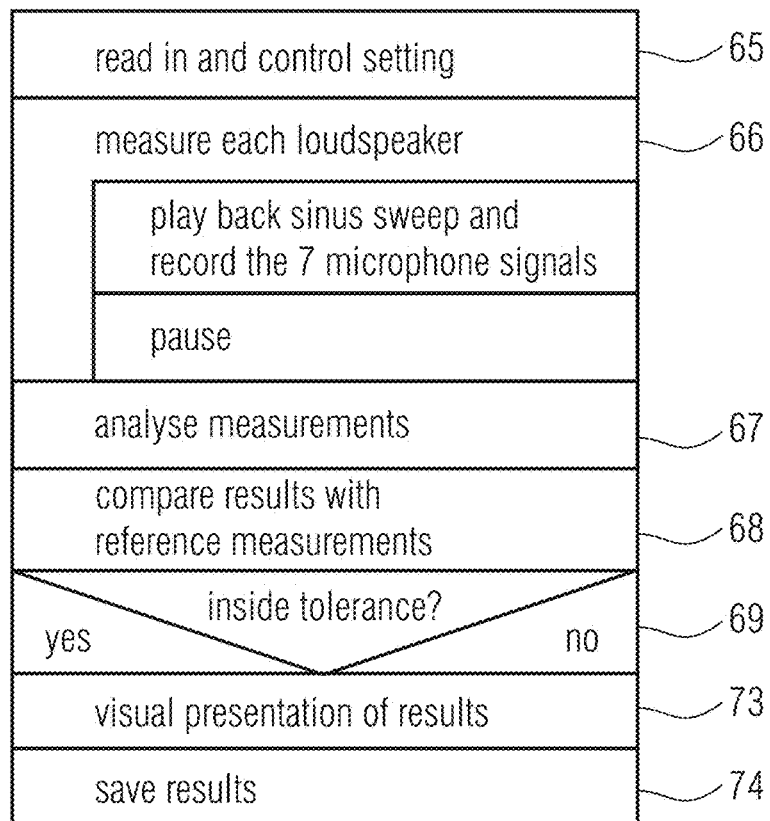 read in and control setting 65
measure each loudspeaker 66
play back sinus sweep and
record the 7 microphone signals
pause
analyse measurements 67
compare results with
reference measurements 68
inside tolerance? 69
yes no
visual presentation of results 73
save results 74